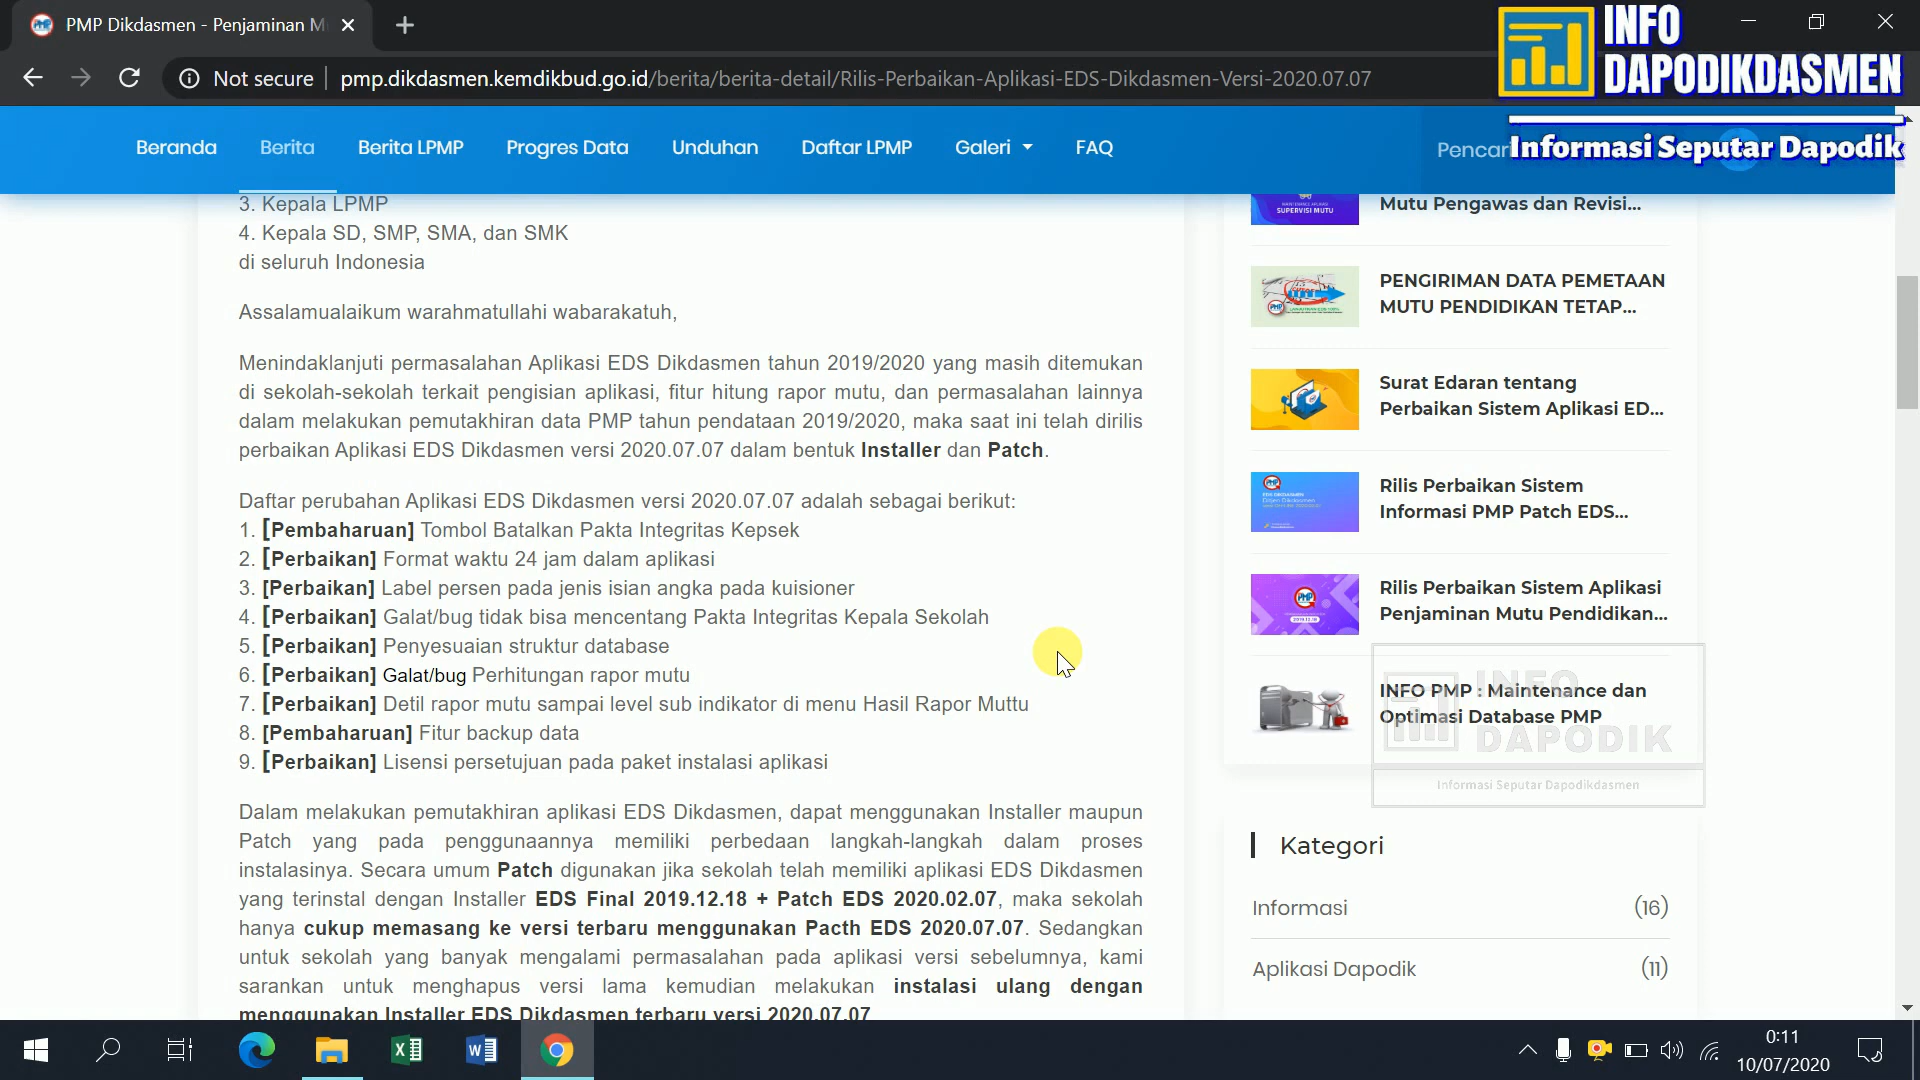 PMP Dikdasmen - Penjaminan M
INFO
DAPODIKDASMEN
Informasi Seputar Dapodik
Not secure
pmp.dikdasmen.kemdikbud.go.id/berita/berita-detail/Rilis-Perbaikan-Aplikasi-EDS-Dikdasmen-Versi-2020.07.07
Beranda
Berita
Berita LPMP
Progres Data
Unduhan
Daftar LPMP
Galeri
FAQ
Pencari
3. Kepala LPMP
4. Kepala SD, SMP, SMA, dan SMK
di seluruh Indonesia
Assalamualaikum warahmatullahi wabarakatuh,
Menindaklanjuti permasalahan Aplikasi EDS Dikdasmen tahun 2019/2020 yang masih ditemukan
di sekolah-sekolah terkait pengisian aplikasi, fitur hitung rapor mutu, dan permasalahan lainnya
dalam melakukan pemutakhiran data PMP tahun pendataan 2019/2020, maka saat ini telah dirilis
perbaikan Aplikasi EDS Dikdasmen versi 2020.07.07 dalam bentuk Installer dan Patch.
Daftar perubahan Aplikasi EDS Dikdasmen versi 2020.07.07 adalah sebagai berikut:
1. [Pembaharuan] Tombol Batalkan Pakta Integritas Kepsek
2. [Perbaikan] Format waktu 24 jam dalam aplikasi
3. [Perbaikan] Label persen pada jenis isian angka pada kuisioner
4. [Perbaikan] Galat/bug tidak bisa mencentang Pakta Integritas Kepala Sekolah
5. [Perbaikan] Penyesuaian struktur database
6. [Perbaikan] Galat/bug Perhitungan rapor mutu
7. [Perbaikan] Detil rapor mutu sampai level sub indikator di menu Hasil Rapor Muttu
8. [Pembaharuan] Fitur backup data
9. [Perbaikan] Lisensi persetujuan pada paket instalasi aplikasi
Dalam melakukan pemutakhiran aplikasi EDS Dikdasmen, dapat menggunakan Installer maupun
Patch yang pada penggunaannya memiliki perbedaan langkah-langkah dalam proses
instalasinya. Secara umum Patch digunakan jika sekolah telah memiliki aplikasi EDS Dikdasmen
yang terinstal dengan Installer EDS Final 2019.12.18 + Patch EDS 2020.02.07, maka sekolah
hanya cukup memasang ke versi terbaru menggunakan Pacth EDS 2020.07.07. Sedangkan
untuk sekolah yang banyak mengalami permasalahan pada aplikasi versi sebelumnya, kami
sarankan untuk menghapus versi lama kemudian melakukan instalasi ulang dengan
menggunakan Installer EDS Dikdasmen terbaru versi 2020.07.07
SUPERVISI MUTU
Mutu Pengawas dan Revisi...
PENGIRIMAN DATA PEMETAAN
MUTU PENDIDIKAN TETAP...
Surat Edaran tentang
Perbaikan Sistem Aplikasi ED...
Rilis Perbaikan Sistem
Informasi PMP Patch EDS...
Rilis Perbaikan Sistem Aplikasi
Penjaminan Mutu Pendidikan...
INFO PMP : Maintenance dan
Optimasi Database PMP
INFO
DAPODIK
Informasi Seputar Dapodikdasmen
Kategori
Informasi (16)
Aplikasi Dapodik (11)
0:11
10/07/2020